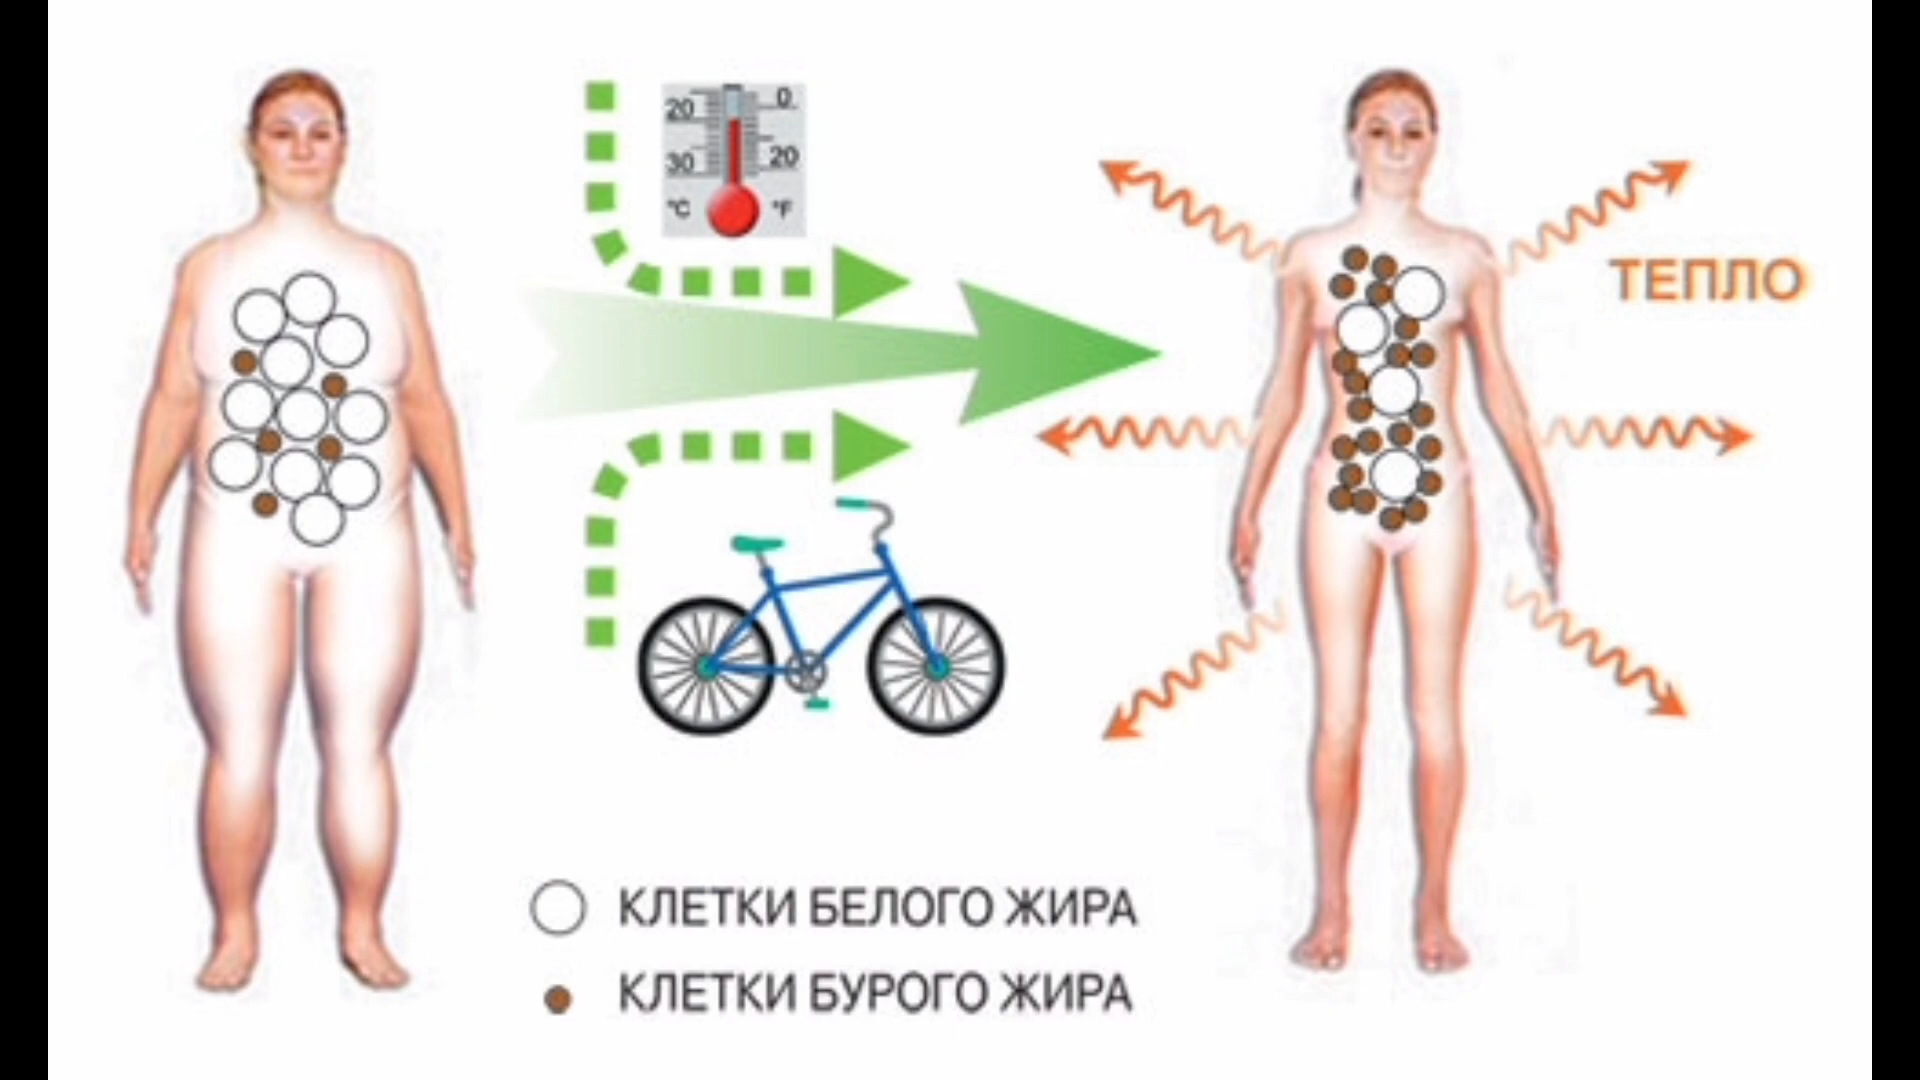 20 0
30 20
°C °F
ТЕПЛО
КЛЕТКИ БЕЛОГО ЖИРА
КЛЕТКИ БУРОГО ЖИРА